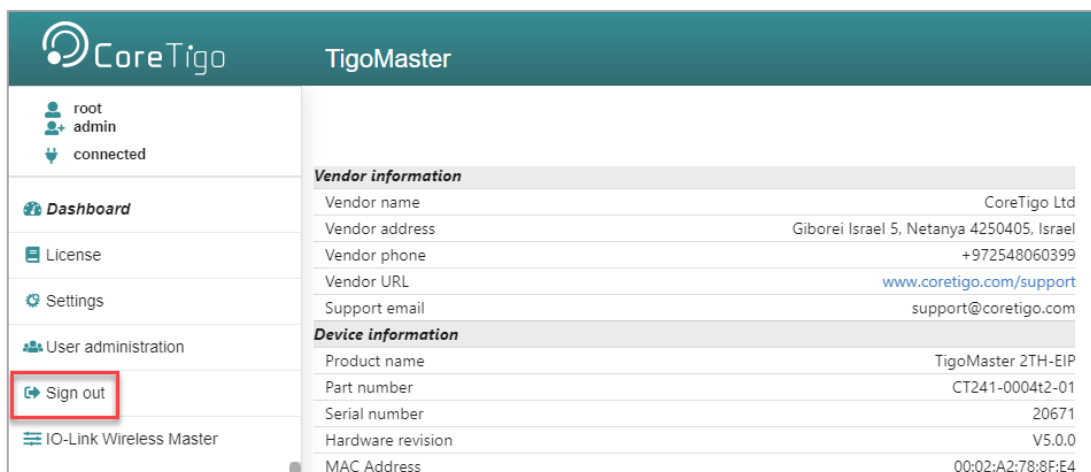 CoreTigo
TigoMaster
root
admin
connected
Dashboard
License
Settings
User administration
Sign out
IO-Link Wireless Master
Vendor information
Vendor name CoreTigo Ltd
Vendor address Giborei Israel 5, Netanya 4250405, Israel
Vendor phone +972548060399
Vendor URL www.coretigo.com/support
Support email support@coretigo.com
Device information
Product name TigoMaster 2TH-EIP
Part number CT241-0004t2-01
Serial number 20671
Hardware revision V5.0.0
MAC Address 00:02:A2:78:8F:E4